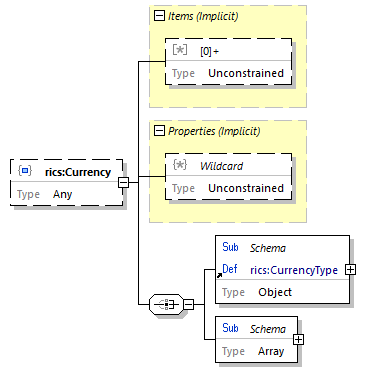 Items (Implicit)
[0]+
Type Unconstrained
Properties (Implicit)
Wildcard
Type Unconstrained
rics:Currency
Type Any
Sub Schema
Def rics:CurrencyType
Type Object
Sub Schema
Type Array